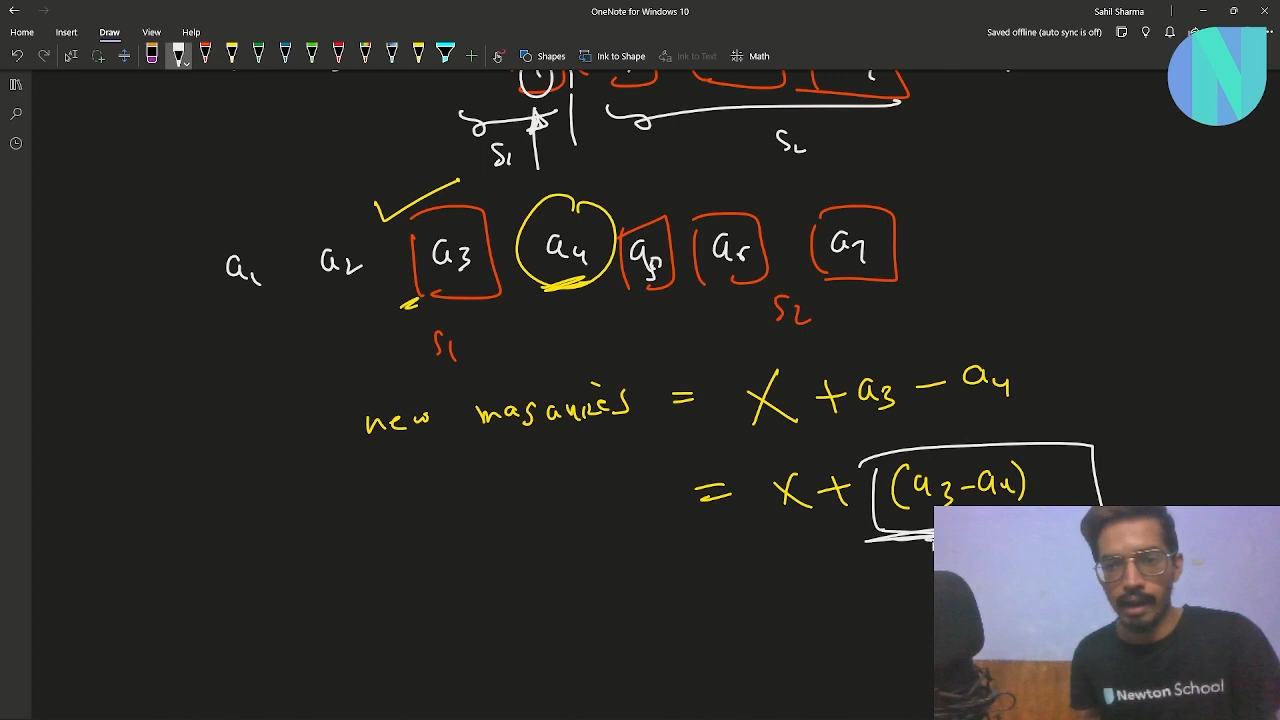 OneNote for Windows 10
Sahil Sharma
Home Insert Draw View Help
Saved offline (auto sync is off)
Shapes Ink to Shape Ink to Text Math
S1 S2
a1 a2 a3 a4 a5 a6 a7
S1 S2
new magazines = X + a3 - a4
= X + (a3-a4)
Newton School